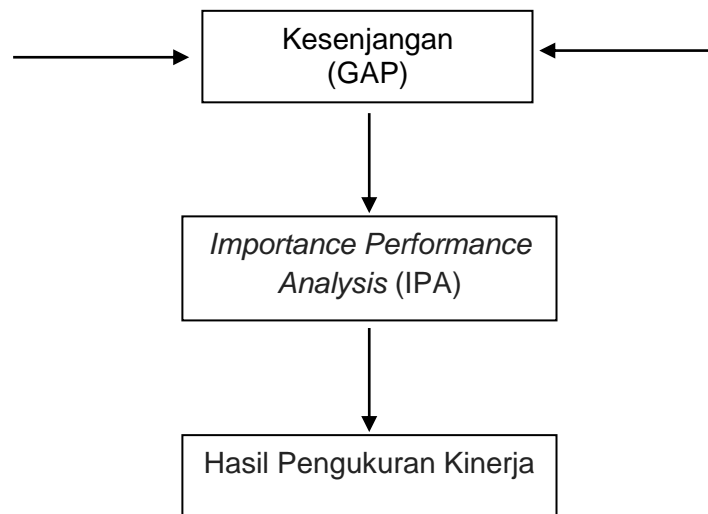 Kesenjangan
(GAP)
Importance Performance
Analysis (IPA)
Hasil Pengukuran Kinerja